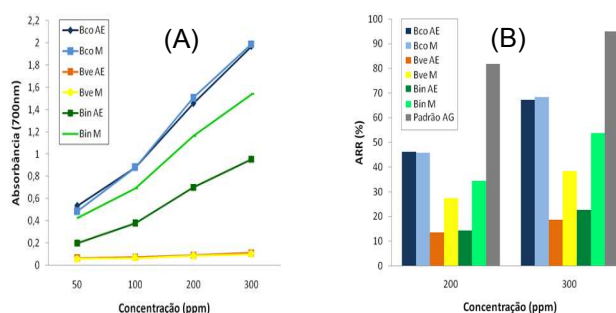 (A)
Absorbância (700nm)
2,2
2
1,8
1,6
1,4
1,2
1
0,8
0,6
0,4
0,2
0
Bco AE
Bco M
Bve AE
Bve M
Bin AE
Bin M
50
100
200
300
Concentração (ppm)
(B)
ARR (%)
100
90
80
70
60
50
40
30
20
10
0
Bco AE
Bco M
Bve AE
Bve M
Bin AE
Bin M
Padrão AG
200
300
Concentração (ppm)